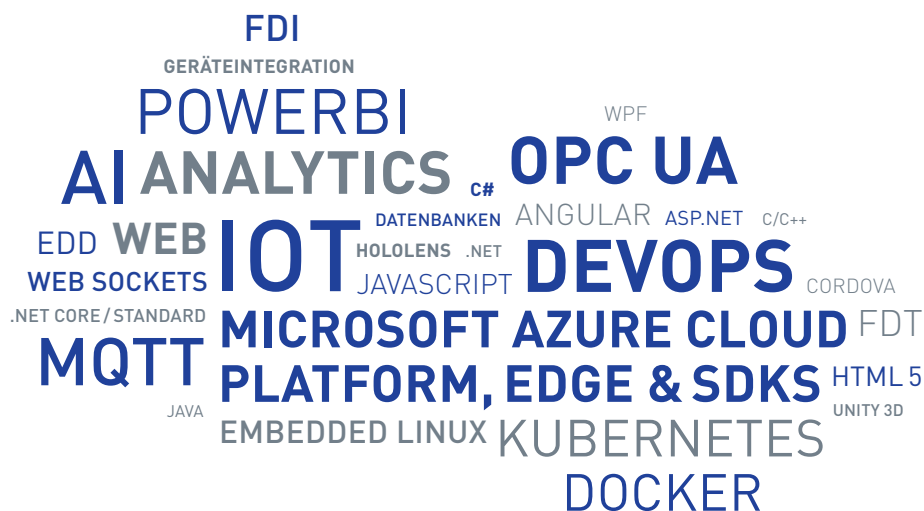 FDI
GERÄTEINTEGRATION
POWERBI
WPF
AI ANALYTICS C# OPC UA
DATENBANKEN ANGULAR ASP.NET C/C++
EDD WEB IOT HOLOLENS .NET DEVOPS
WEB SOCKETS JAVASCRIPT CORDOVA
.NET CORE/STANDARD MICROSOFT AZURE CLOUD FDT
MQTT PLATFORM, EDGE & SDKS HTML 5
JAVA UNITY 3D
EMBEDDED LINUX KUBERNETES
DOCKER